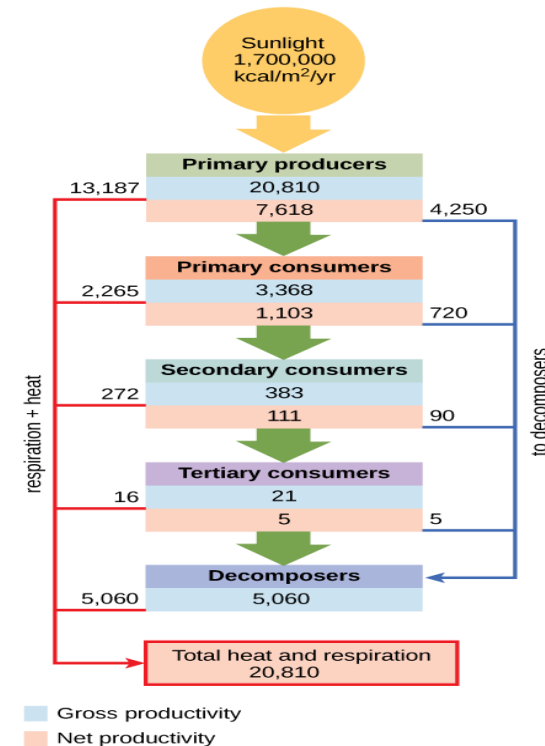 Sunlight
1,700,000
kcal/m²/yr
Primary producers
13,187
20,810
7,618
4,250
Primary consumers
2,265
3,368
1,103
720
Secondary consumers
272
383
111
90
Tertiary consumers
16
21
5
5
Decomposers
5,060
5,060
respiration + heat
to decomposers
Total heat and respiration
20,810
Gross productivity
Net productivity